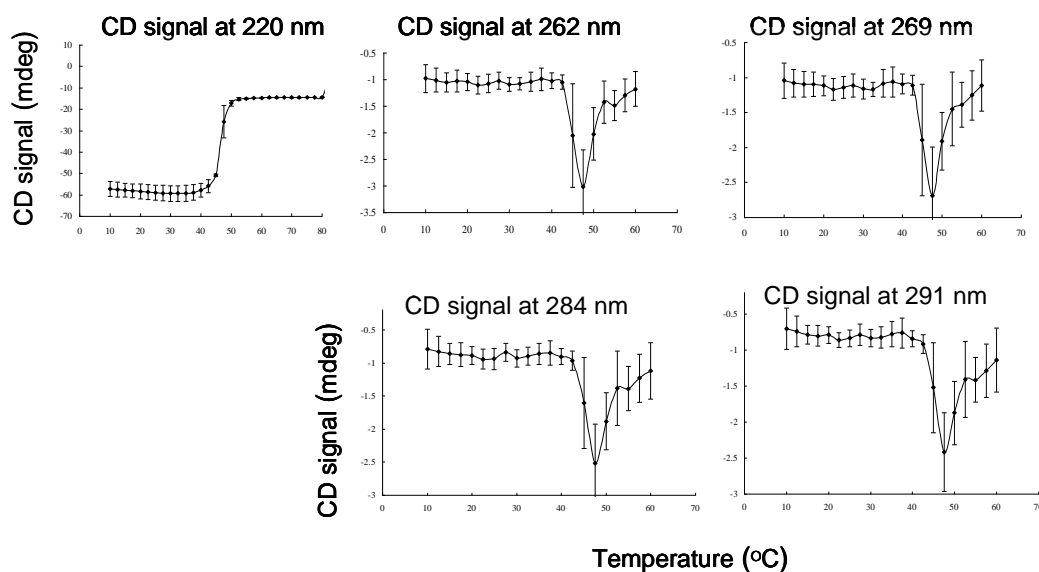 CD signal at 220 nm
CD signal at 262 nm
CD signal at 269 nm
CD signal (mdeg)
10
0
-10
-20
-30
-40
-50
-60
-70
0 10 20 30 40 50 60 70 80
-0.5
-1
-1.5
-2
-2.5
-3
-3.5
0 10 20 30 40 50 60 70
-0.5
-1
-1.5
-2
-2.5
-3
0 10 20 30 40 50 60 70
CD signal at 284 nm
CD signal at 291 nm
CD signal (mdeg)
-0.5
-1
-1.5
-2
-2.5
-3
0 10 20 30 40 50 60 70
-0.5
-1
-1.5
-2
-2.5
-3
0 10 20 30 40 50 60 70
Temperature (ºC)